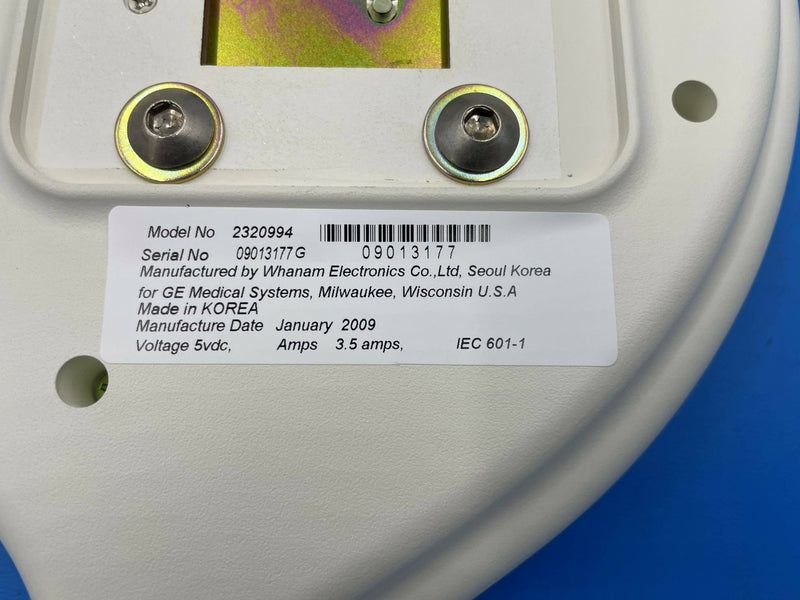 Model No 2320994
Serial No 09013177G 09013177
Manufactured by Whanam Electronics Co.,Ltd, Seoul Korea
for GE Medical Systems, Milwaukee, Wisconsin U.S.A
Made in KOREA
Manufacture Date January 2009
Voltage 5vdc, Amps 3.5 amps, IEC 601-1